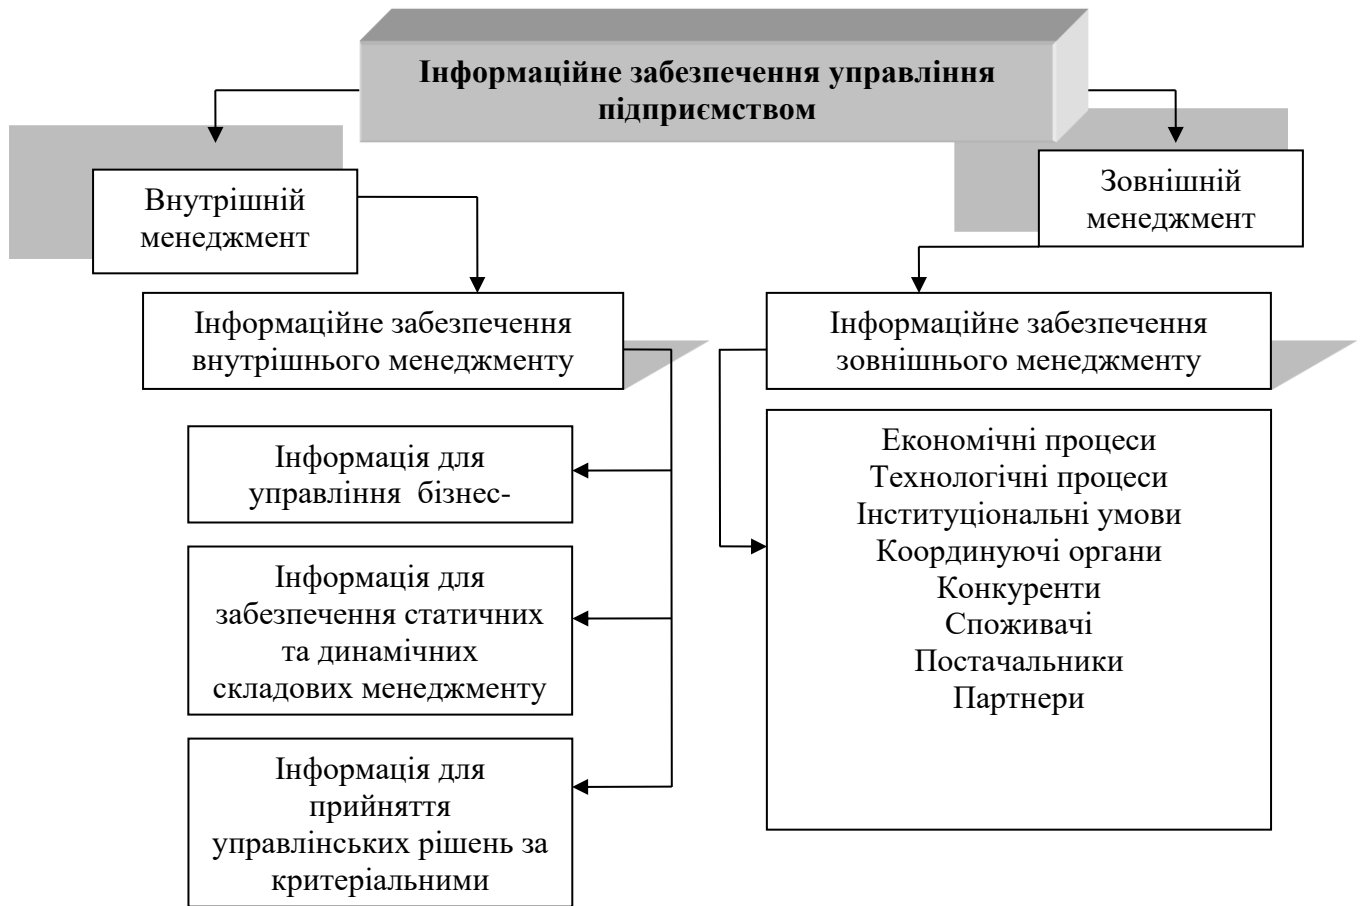 Інформаційне забезпечення управління
підприємством
Внутрішній
менеджмент
Зовнішній
менеджмент
Інформаційне забезпечення
внутрішнього менеджменту
Інформаційне забезпечення
зовнішнього менеджменту
Інформація для
управління бізнес-
Інформація для
забезпечення статичних
та динамічних
складових менеджменту
Інформація для
прийняття
управлінських рішень за
критеріальними
Економічні процеси
Технологічні процеси
Інституціональні умови
Координуючі органи
Конкуренти
Споживачі
Постачальники
Партнери